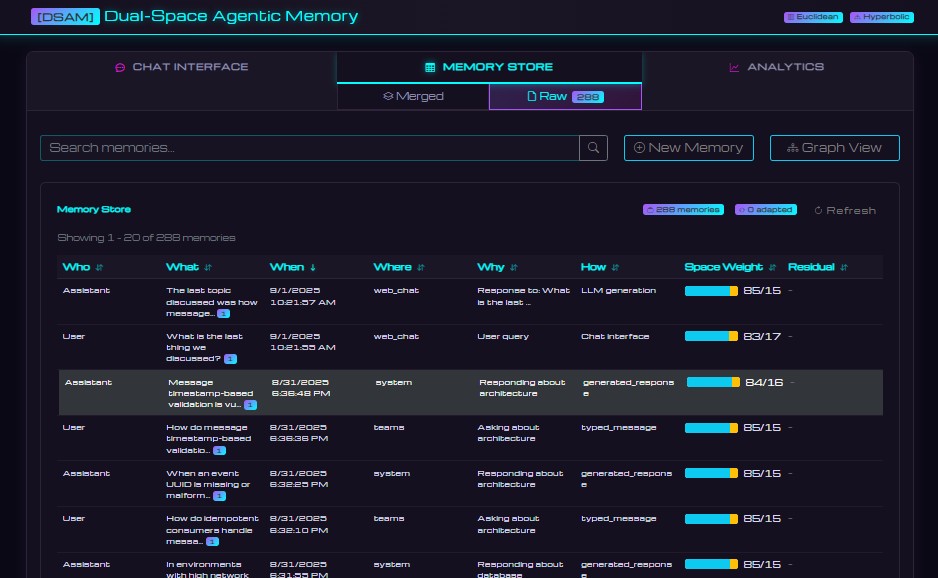 [DSAM] Dual-Space Agentic Memory
Euclidean Hyperbolic
CHAT INTERFACE MEMORY STORE ANALYTICS
Merged Raw 288
Search memories... New Memory Graph View
Memory Store 288 memories 0 adapted Refresh
Showing 1 - 20 of 288 memories
Who What When Where Why How Space Weight Residual
Assistant The last topic 9/1/2025 web_chat Response to: What LLM generation 85/15 -
discussed was how 10:21:57 AM is the last ...
message... 1
User What is the last 9/1/2025 web_chat User query Chat interface 83/17 -
thing we 10:21:55 AM
discussed? 1
Assistant Message 8/31/2025 system Responding about generated_respons 84/16 -
timestamp-based 6:36:48 PM architecture e
validation is vu... 1
User How do message 8/31/2025 teams Asking about typed_message 85/15 -
timestamp-based 6:36:36 PM architecture
validatio... 1
Assistant When an event 8/31/2025 system Responding about generated_respons 85/15 -
UUID is missing or 6:32:25 PM architecture e
malform... 1
User How do idempotent 8/31/2025 teams Asking about typed_message 85/15 -
consumers handle 6:32:10 PM architecture
messa... 1
Assistant In environments 8/31/2025 system Responding about generated_respons 85/15 -
with high network 6:31:55 PM database e